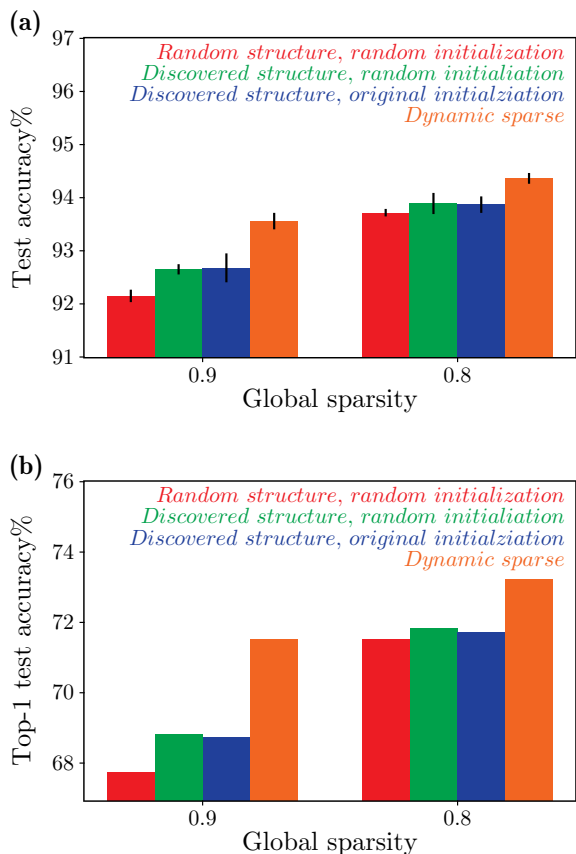 (a)
97
96
95
94
93
92
91
Test accuracy%
Random structure, random initialization
Discovered structure, random initialiation
Discovered structure, original initialziation
Dynamic sparse
0.9
0.8
Global sparsity
(b)
76
74
72
70
68
Top-1 test accuracy%
Random structure, random initialization
Discovered structure, random initialiation
Discovered structure, original initialziation
Dynamic sparse
0.9
0.8
Global sparsity